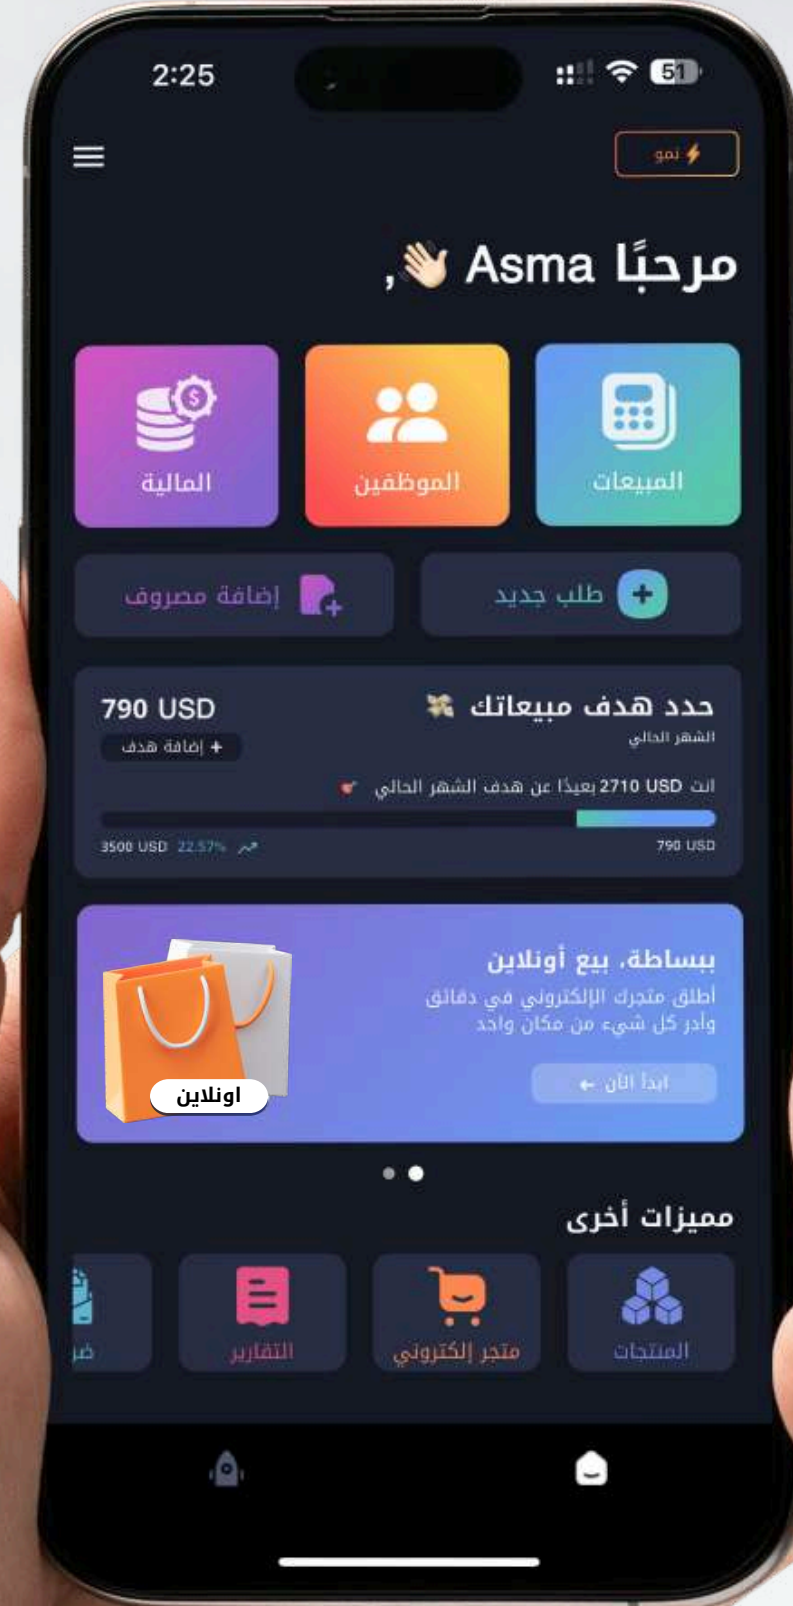 2:25
51
نمو
مرحبًا Asma 👋🏻,
المبيعات
الموظفين
المالية
طلب جديد
إضافة مصروف
حدد هدف مبيعاتك 💸
790 USD
الشهر الحالي
+ إضافة هدف
انت 2710 USD بعيدًا عن هدف الشهر الحالي
790 USD
3500 USD 22.57%
ببساطة، بيع أونلاين
أطلق متجرك الإلكتروني في دقائق
وأدر كل شيء من مكان واحد
ابدأ الآن ←
اونلاين
مميزات أخرى
المنتجات
متجر إلكتروني
التقارير